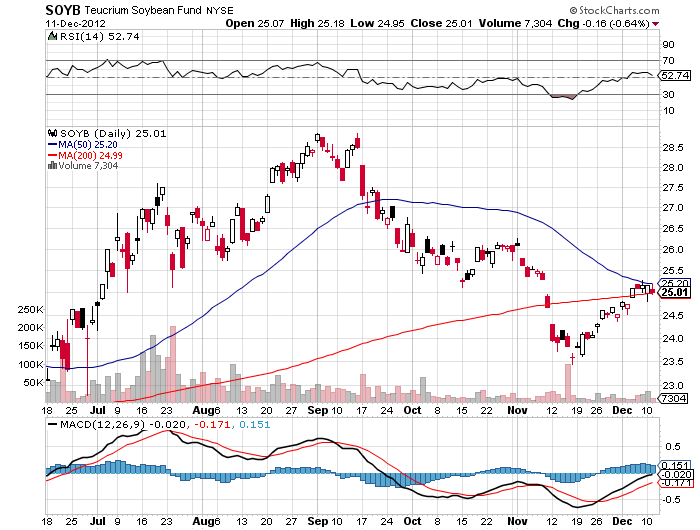 SOYB Teucrium Soybean Fund NYSE © StockCharts.com
11-Dec-2012 Open 25.07 High 25.18 Low 24.95 Close 25.01 Volume 7,304 Chg -0.16 (-0.64%)
RSI(14) 52.74
90
70
52.74
50
30
10
SOYB (Daily) 25.01
MA(50) 25.20
MA(200) 24.99
Volume 7,304
28.5
28.0
27.5
27.0
26.5
26.0
25.5
25.20
25.01
24.5
24.0
23.5
23.0
250K
200K
150K
100K
50K
7304
18 25 Jul 9 16 23 Aug 6 13 20 27 Sep 10 17 24 Oct 8 15 22 Nov 12 19 26 Dec 10
MACD(12,26,9) -0.020, -0.171, 0.151
0.5
0.151
-0.020
-0.171
-0.5
18 25 Jul 9 16 23 Aug 6 13 20 27 Sep 10 17 24 Oct 8 15 22 Nov 12 19 26 Dec 10